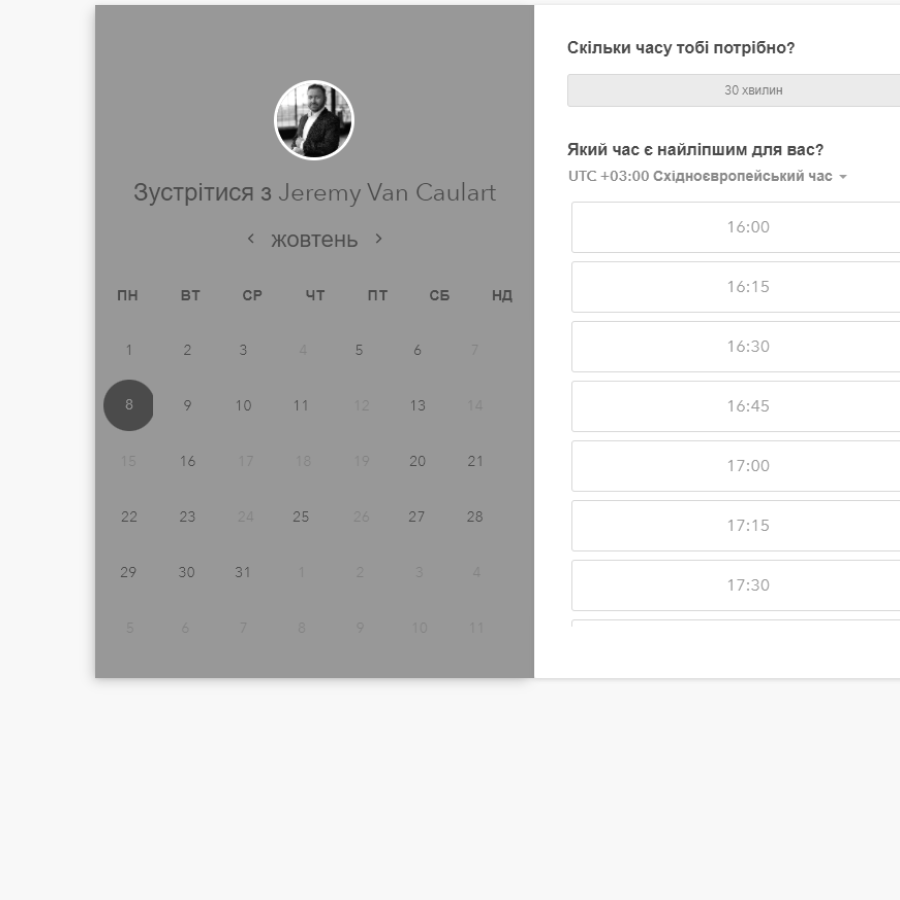 Зустрітися з Jeremy Van Caulart
жовтень
ПН ВТ СР ЧТ ПТ СБ НД
1 2 3 4 5 6 7
8 9 10 11 12 13 14
15 16 17 18 19 20 21
22 23 24 25 26 27 28
29 30 31 1 2 3 4
5 6 7 8 9 10 11
Скільки часу тобі потрібно?
30 хвилин
Який час є найліпшим для вас?
UTC +03:00 Східноєвропейський час
16:00
16:15
16:30
16:45
17:00
17:15
17:30